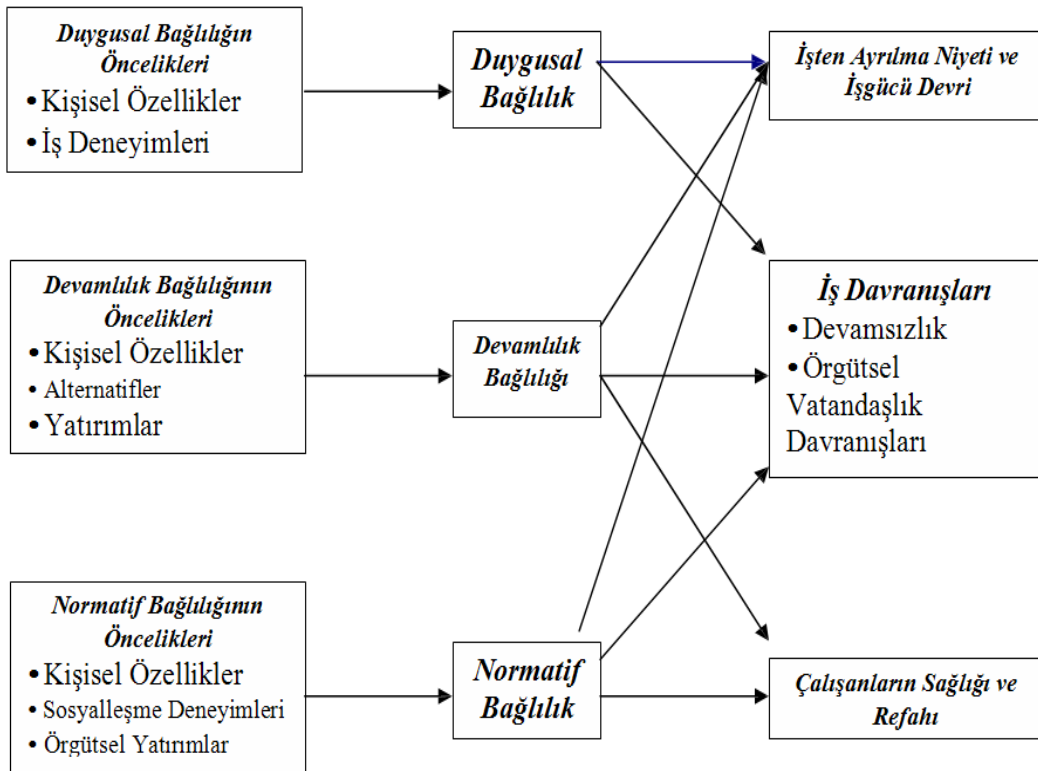 Duygusal Bağlılığın
Öncelikleri
• Kişisel Özellikler
• İş Deneyimleri
Duygusal
Bağlılık
İşten Ayrılma Niyeti ve
İşgücü Devri
Devamlılık Bağlılığının
Öncelikleri
• Kişisel Özellikler
• Alternatifler
• Yatırımlar
Devamlılık
Bağlılığı
İş Davranışları
• Devamsızlık
• Örgütsel
Vatandaşlık
Davranışları
Normatif Bağlılığının
Öncelikleri
• Kişisel Özellikler
• Sosyalleşme Deneyimleri
• Örgütsel Yatırımlar
Normatif
Bağlılık
Çalışanların Sağlığı ve
Refahı